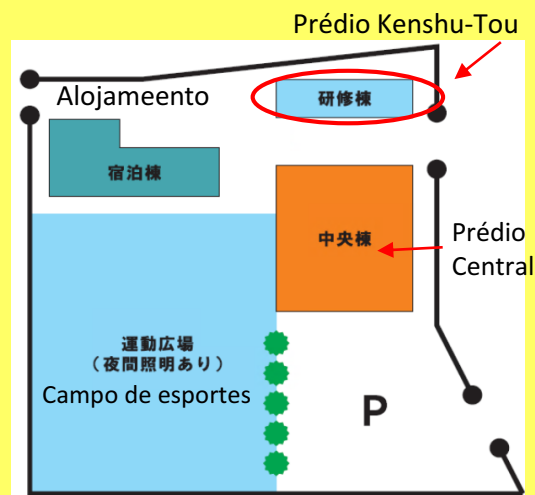 Prédio Kenshu-Tou
Alojameento
研修棟
宿泊棟
中央棟
Prédio
Central
運動広場
（夜間照明あり）
Campo de esportes
P